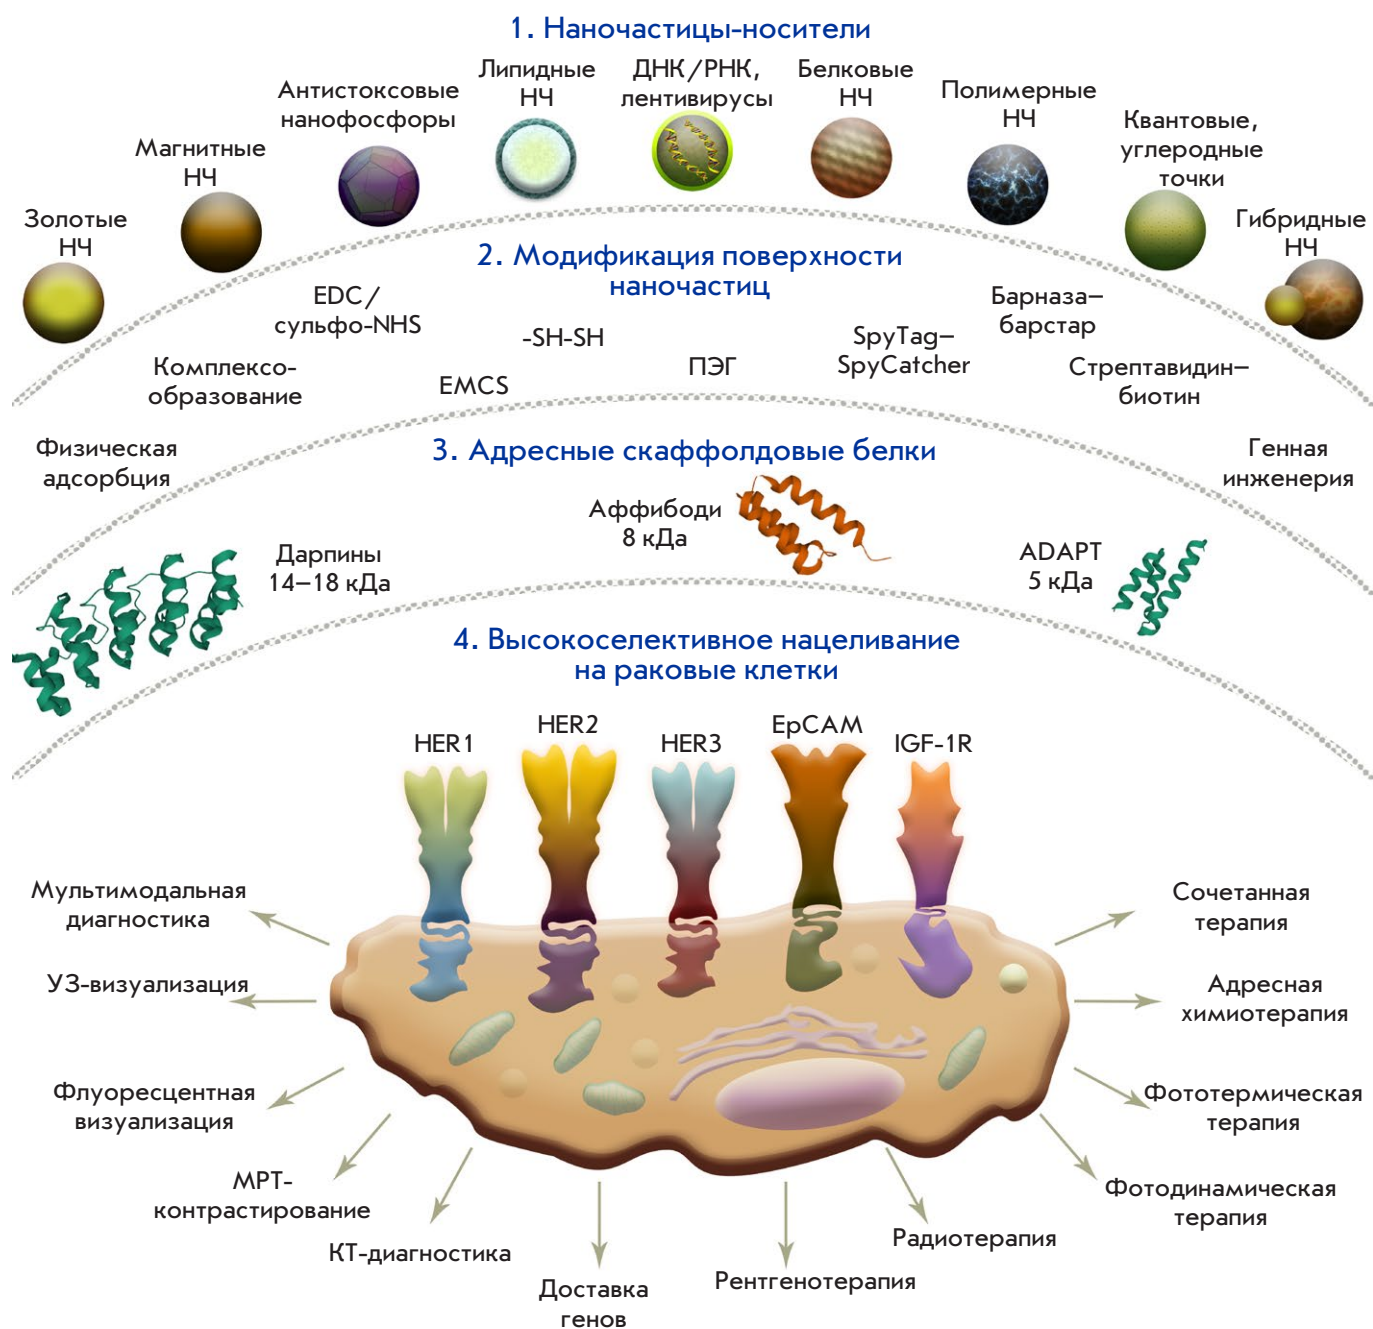 1. Наночастицы-носители
Золотые
НЧ
Магнитные
НЧ
Антистоксовые
нанофосфоры
Липидные
НЧ
ДНК/РНК,
лентивирусы
Белковые
НЧ
Полимерные
НЧ
Квантовые,
углеродные
точки
Гибридные
НЧ
2. Модификация поверхности
наночастиц
Физическая
адсорбция
Комплексо-
образование
EDC/
сульфо-NHS
EMCS
-SH-SH
ПЭГ
SpyTag–
SpyCatcher
Барназа–
барстар
Стрептавидин–
биотин
Генная
инженерия
3. Адресные скаффолдовые белки
Дарпины
14–18 кДа
Аффибоди
8 кДа
ADAPT
5 кДа
4. Высокоселективное нацеливание
на раковые клетки
HER1
HER2
HER3
EpCAM
IGF-1R
Мультимодальная
диагностика
УЗ-визуализация
Флуоресцентная
визуализация
МРТ-
контрастирование
КТ-диагностика
Доставка
генов
Рентгенотерапия
Радиотерапия
Фотодинамическая
терапия
Фототермическая
терапия
Адресная
химиотерапия
Сочетанная
терапия